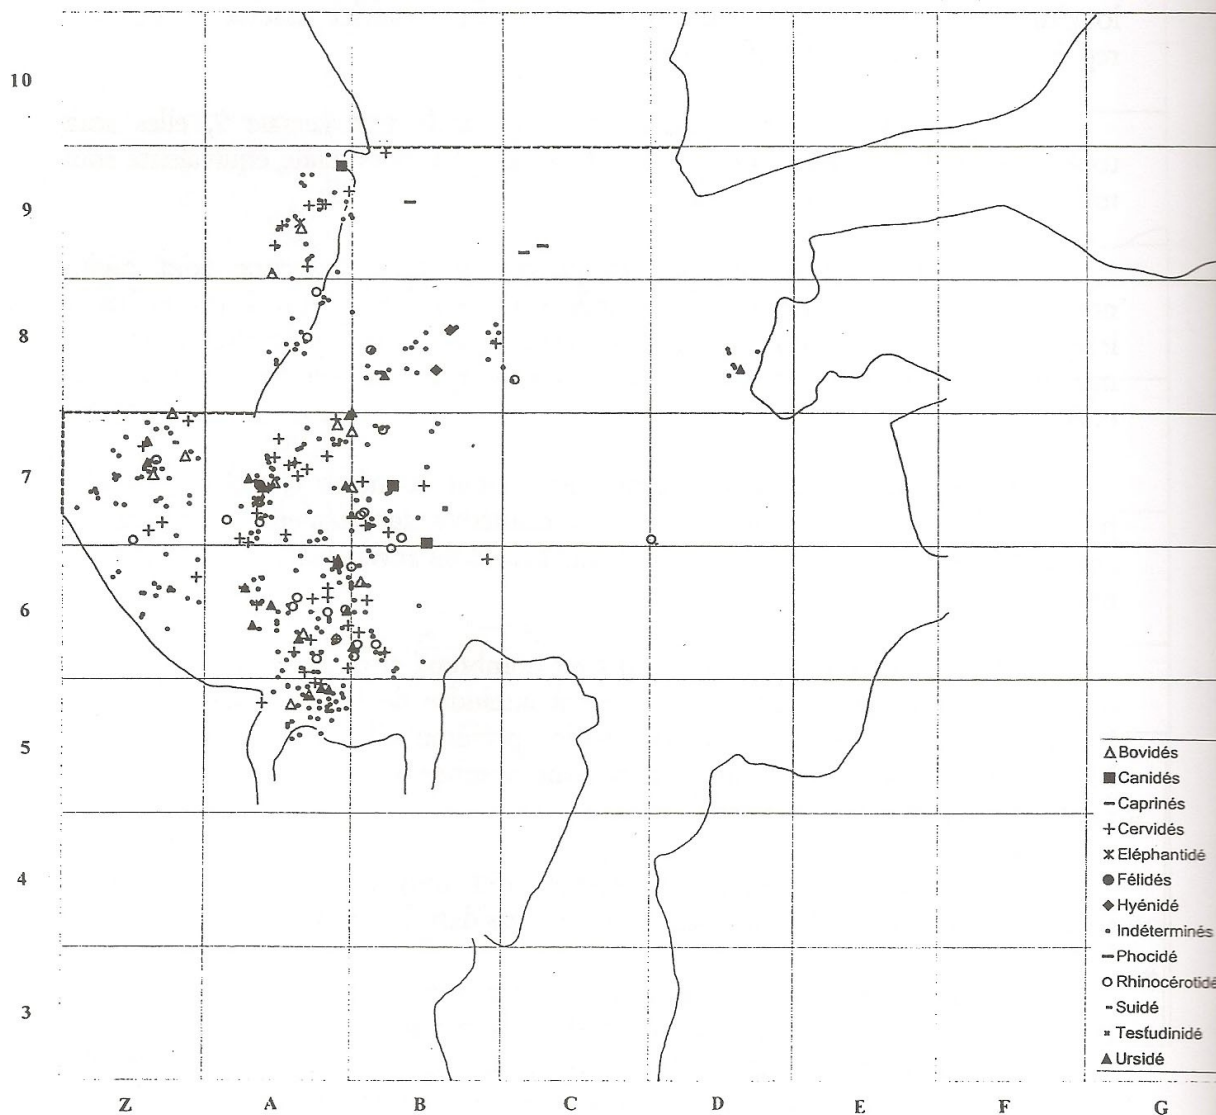 10
9
8
7
6
5
4
3
Bovidés
Canidés
Caprinés
Cervidés
Eléphantidé
Félidés
Hyénidé
Indéterminés
Phocidé
Rhinocérotidé
Suidé
Testudinidé
Ursidé
Z A B C D E F G